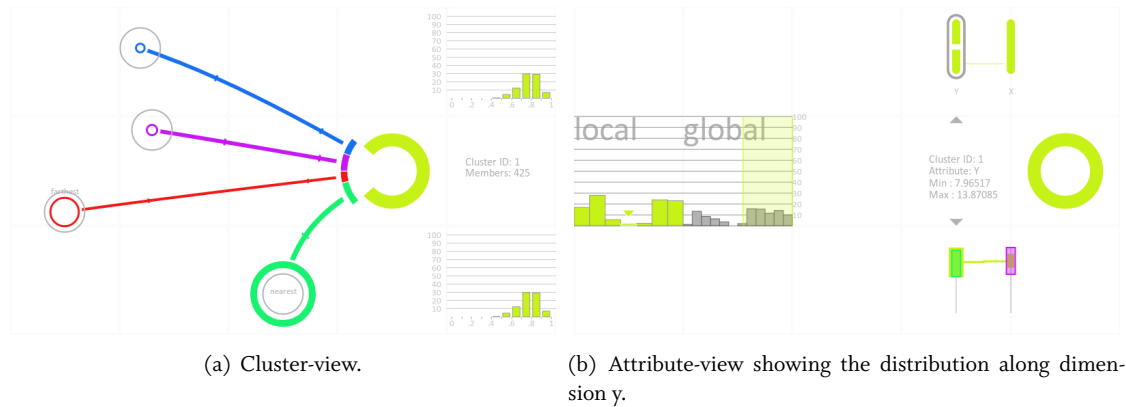 100
90
80
70
60
50
40
30
20
10
0 .2 .4 .6 .8 1
farthest
nearest
Cluster ID: 1
Members: 425
100
90
80
70
60
50
40
30
20
10
0 .2 .4 .6 .8 1
local global
100
90
80
70
60
50
40
30
20
10
Y X
Cluster ID: 1
Attribute: Y
Min : 7.96517
Max : 13.87085
(a) Cluster-view.
(b) Attribute-view showing the distribution along dimen-
sion y.